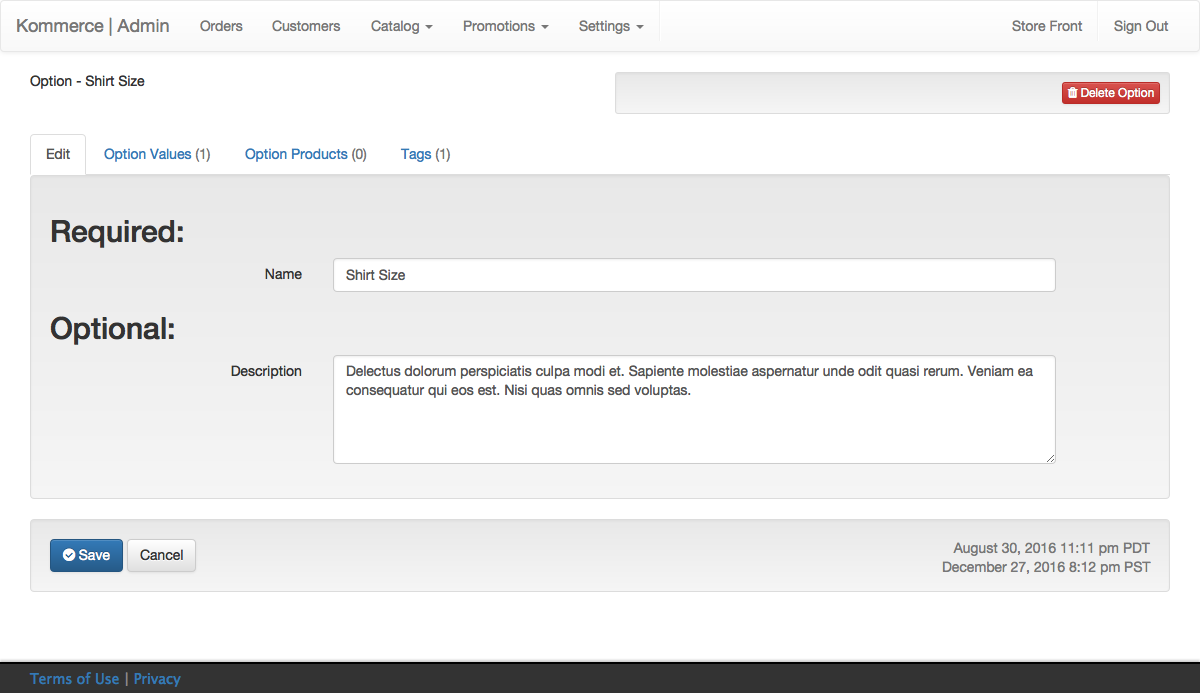 Kommerce | Admin Orders Customers Catalog Promotions Settings Store Front Sign Out
Option - Shirt Size
Delete Option
Edit Option Values (1) Option Products (0) Tags (1)
Required:
Name Shirt Size
Optional:
Description Delectus dolorum perspiciatis culpa modi et. Sapiente molestiae aspernatur unde odit quasi rerum. Veniam ea
consequatur qui eos est. Nisi quas omnis sed voluptas.
Save Cancel
August 30, 2016 11:11 pm PDT
December 27, 2016 8:12 pm PST
Terms of Use | Privacy